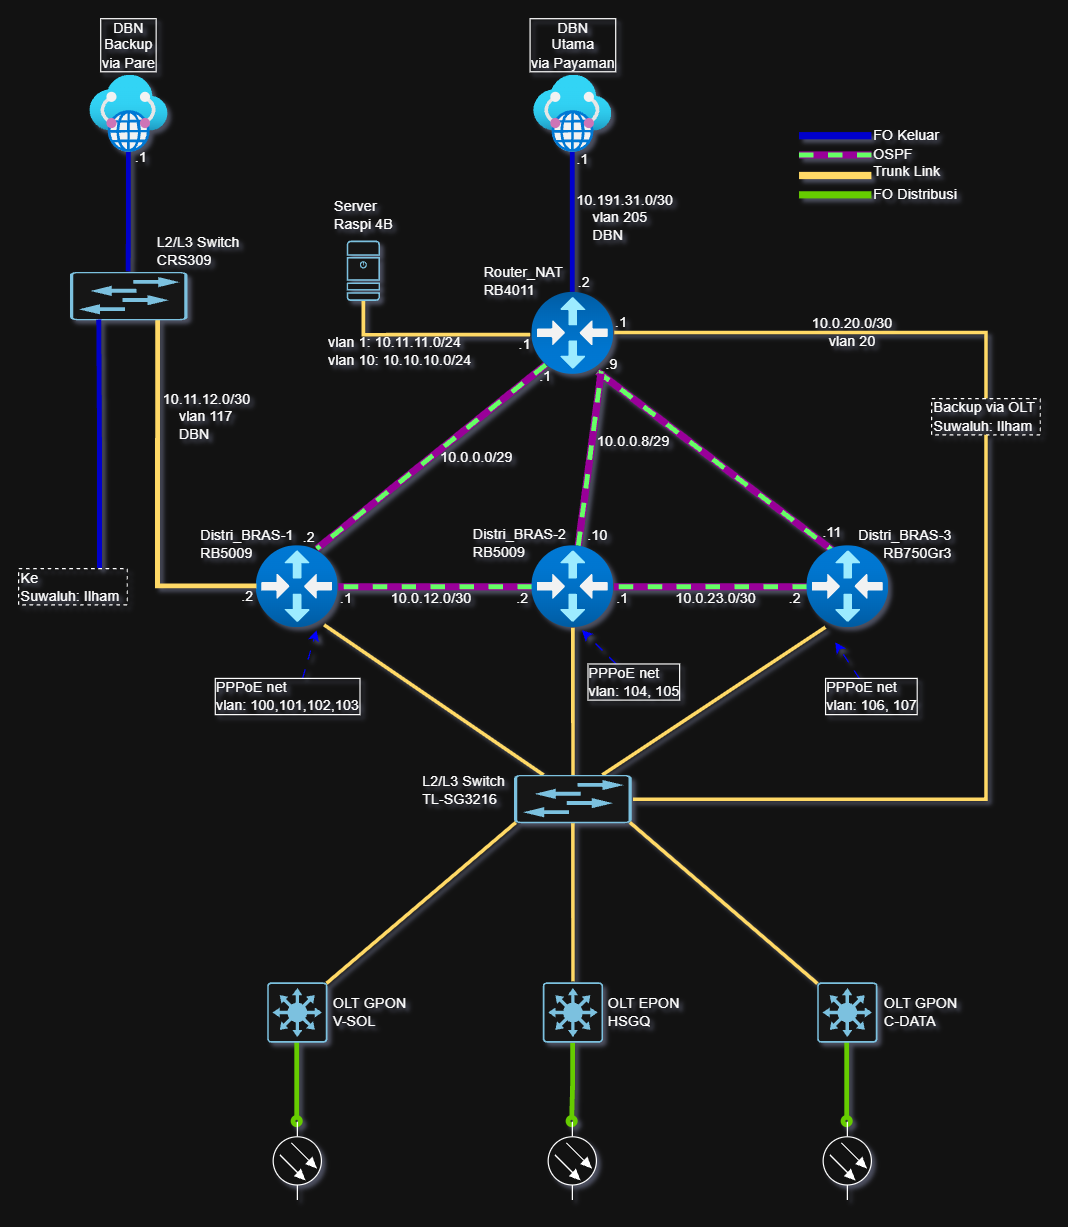 DBN
Backup
via Pare
DBN
Utama
via Payaman
FO Keluar
OSPF
Trunk Link
FO Distribusi
.1
.1
10.191.31.0/30
vlan 205
DBN
Server
Raspi 4B
L2/L3 Switch
CRS309
Router_NAT
RB4011
.2
.1
10.0.20.0/30
vlan 20
vlan 1: 10.11.11.0/24
vlan 10: 10.10.10.0/24
.1
.1
.9
10.11.12.0/30
vlan 117
DBN
Backup via OLT
Suwaluh: Ilham
10.0.0.0/29
10.0.0.8/29
Distri_BRAS-1
RB5009
.2
Distri_BRAS-2
RB5009
.10
.11
Distri_BRAS-3
RB750Gr3
Ke
Suwaluh: Ilham
.2
.1
10.0.12.0/30
.2
.1
10.0.23.0/30
.2
PPPoE net
vlan: 100,101,102,103
PPPoE net
vlan: 104, 105
PPPoE net
vlan: 106, 107
L2/L3 Switch
TL-SG3216
OLT GPON
V-SOL
OLT EPON
HSGQ
OLT GPON
C-DATA